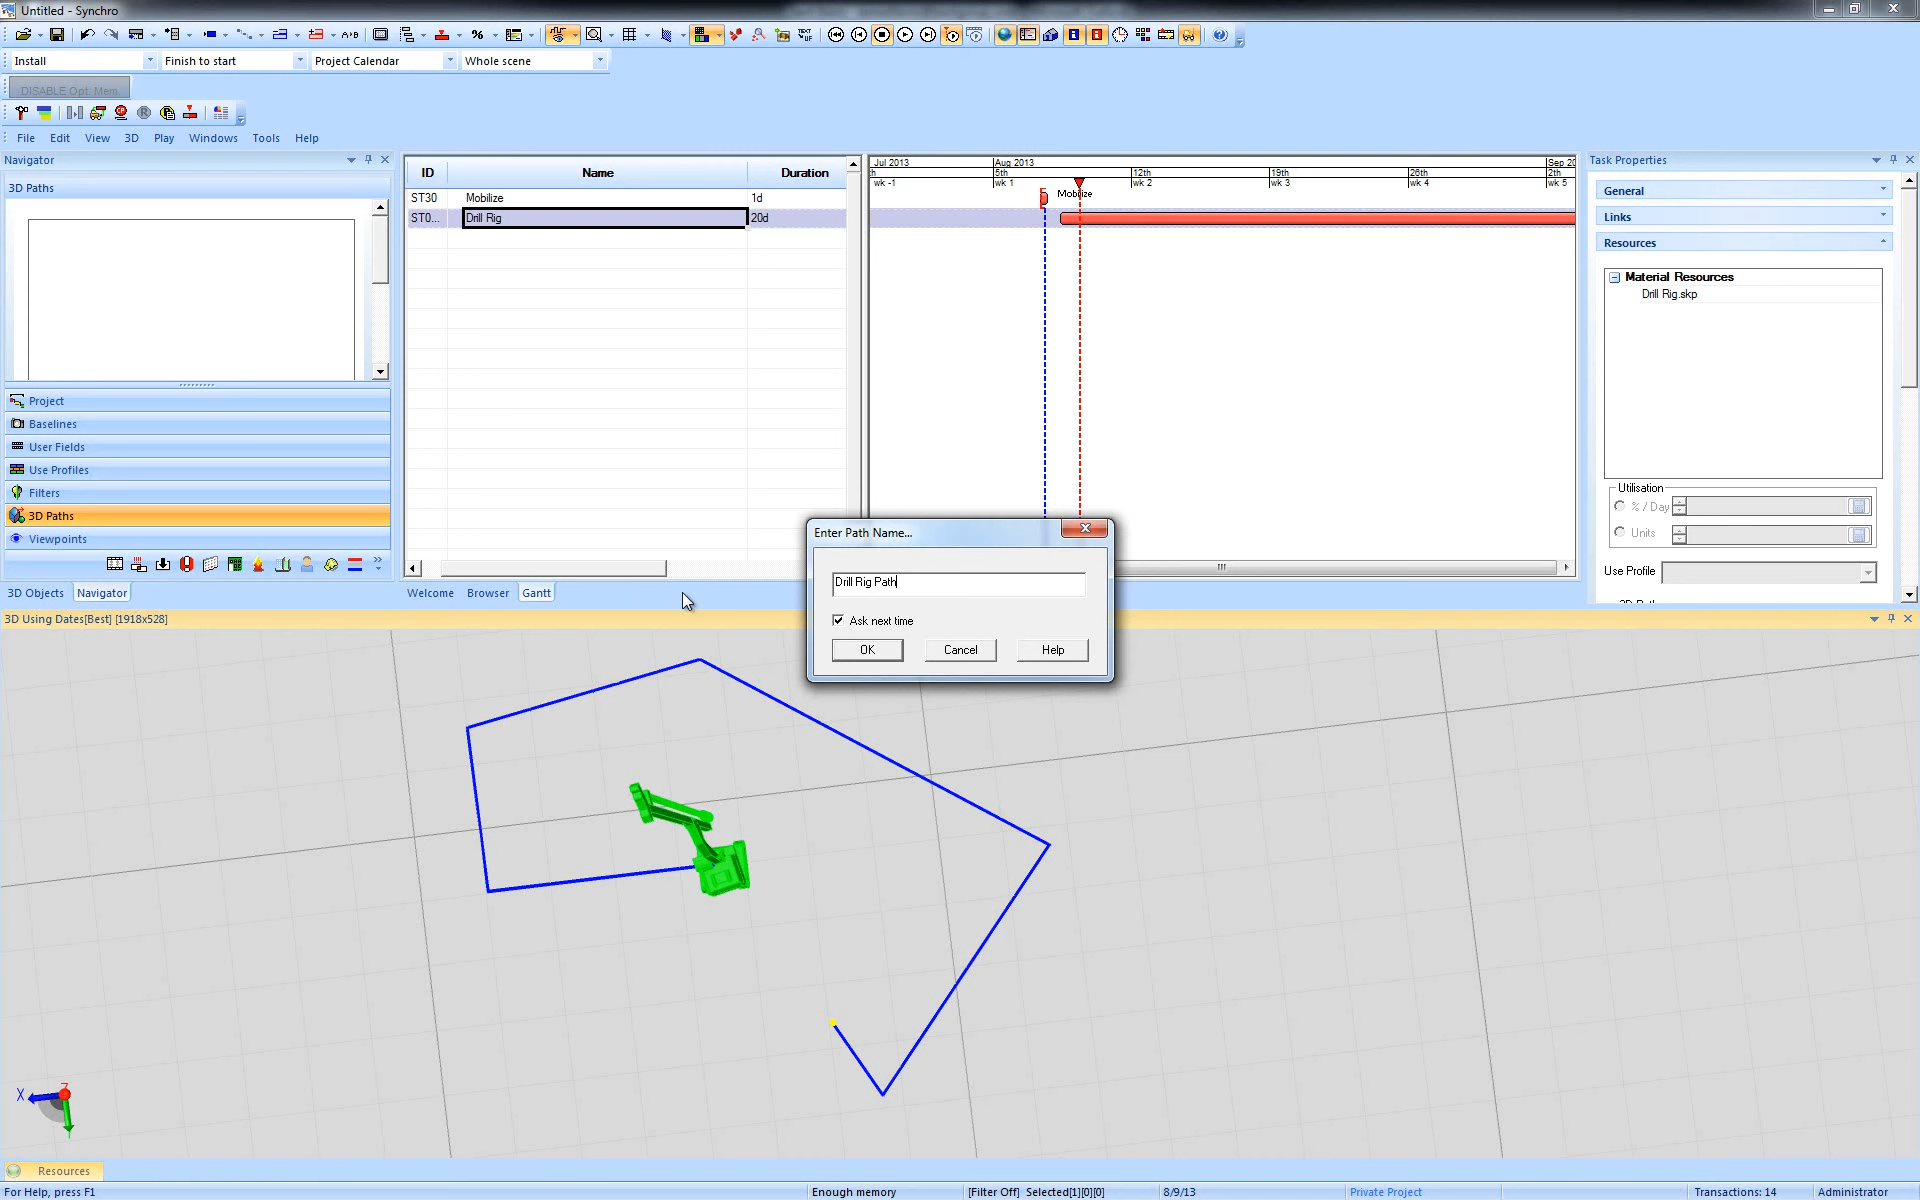 Untitled - Synchro
Install Finish to start Project Calendar Whole scene
DISABLE Opt. Mem.
File Edit View 3D Play Windows Tools Help
Navigator
3D Paths
Project
Baselines
User Fields
Use Profiles
Filters
3D Paths
Viewpoints
3D Objects Navigator
ID Name Duration
ST30 Mobilize 1d
ST0... Drill Rig 20d
Welcome Browser Gantt
Jul 2013 Aug 2013 Sep 20
th 5th 12th 19th 26th 2th
wk -1 wk 1 wk 2 wk 3 wk 4 wk 5
Mobilize
Task Properties
General
Links
Resources
Material Resources
Drill Rig.skp
Utilisation
% / Day
Units
Use Profile
Enter Path Name...
Drill Rig Path
Ask next time
OK Cancel Help
3D Using Dates[Best] [1918x528]
X
Z
Resources
For Help, press F1 Enough memory [Filter Off] Selected[1][0][0] 8/9/13 Private Project Transactions: 14 Administrator